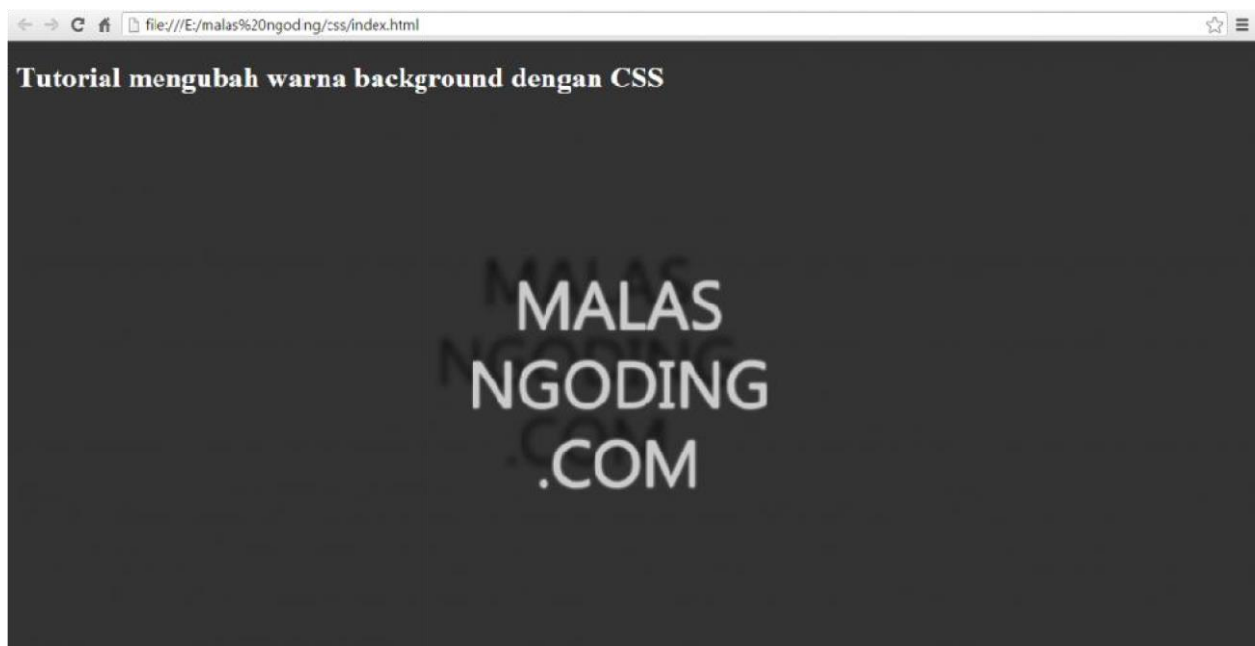 file:///E:/malas%20ngoding/css/index.html
Tutorial mengubah warna background dengan CSS
MALAS
NGODING
.COM